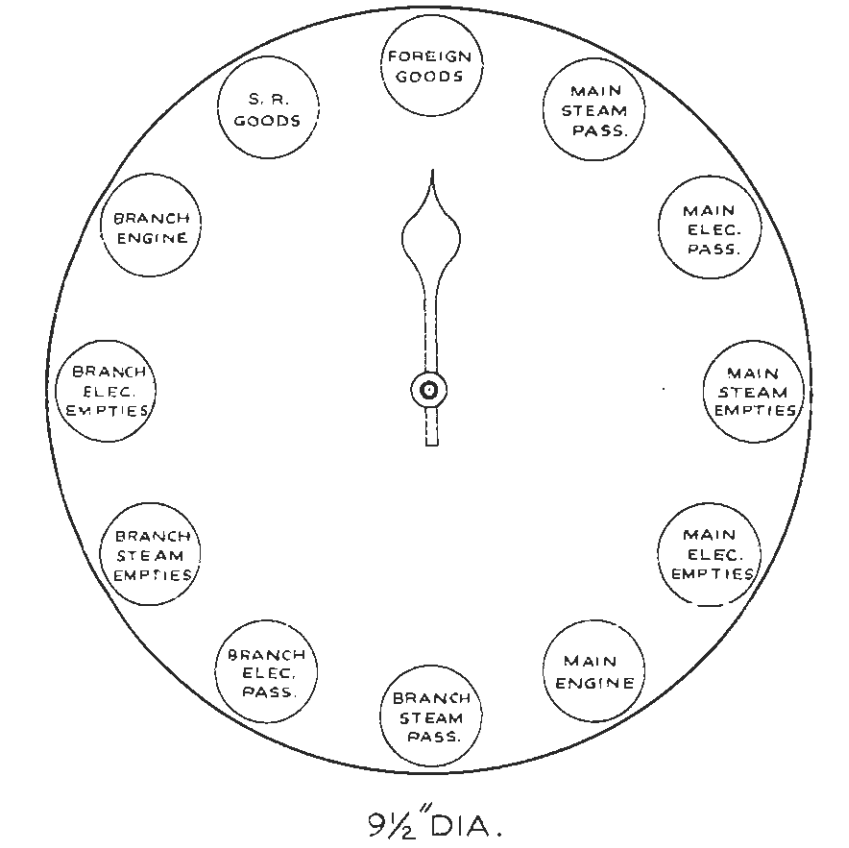 FOREIGN
GOODS
MAIN
STEAM
PASS.
MAIN
ELEC.
PASS.
MAIN
STEAM
EMPTIES
MAIN
ELEC.
EMPTIES
MAIN
ENGINE
BRANCH
STEAM
PASS.
BRANCH
ELEC.
PASS.
BRANCH
STEAM
EMPTIES
BRANCH
ELEC.
EMPTIES
BRANCH
ENGINE
S. R.
GOODS
9½" DIA.